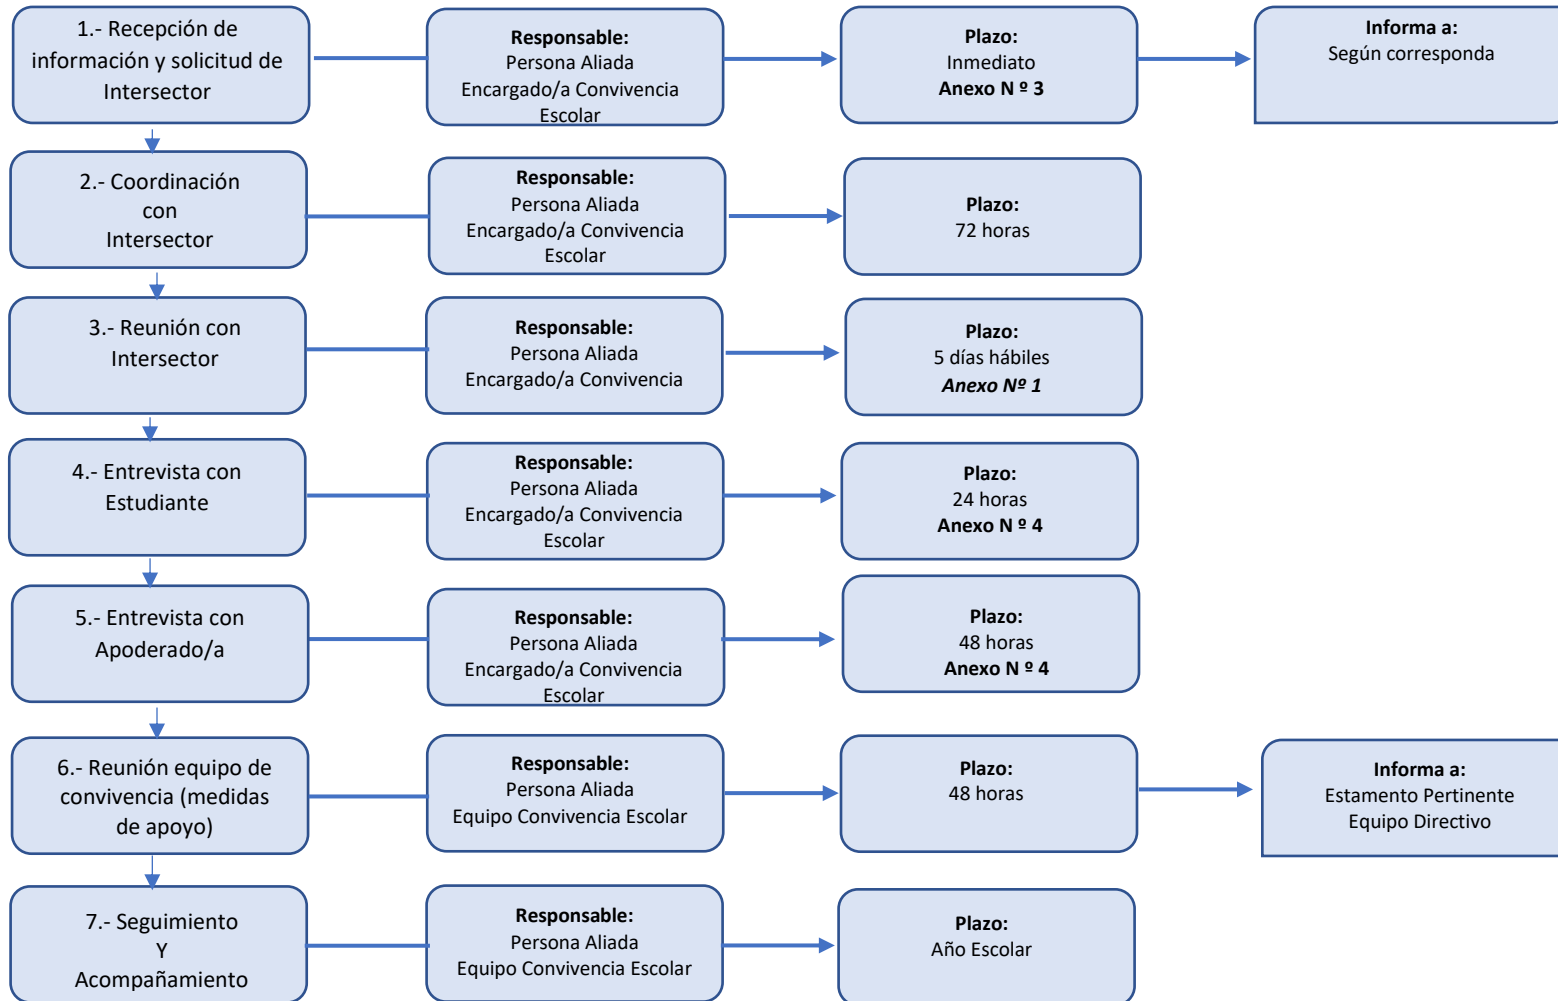 1.- Recepción de
información y solicitud de
Intersector
Responsable:
Persona Aliada
Encargado/a Convivencia
Escolar
Plazo:
Inmediato
Anexo N º 3
Informa a:
Según corresponda
2.- Coordinación
con
Intersector
Responsable:
Persona Aliada
Encargado/a Convivencia
Escolar
Plazo:
72 horas
3.- Reunión con
Intersector
Responsable:
Persona Aliada
Encargado/a Convivencia
Plazo:
5 días hábiles
Anexo Nº 1
4.- Entrevista con
Estudiante
Responsable:
Persona Aliada
Encargado/a Convivencia
Escolar
Plazo:
24 horas
Anexo N º 4
5.- Entrevista con
Apoderado/a
Responsable:
Persona Aliada
Encargado/a Convivencia
Escolar
Plazo:
48 horas
Anexo N º 4
6.- Reunión equipo de
convivencia (medidas
de apoyo)
Responsable:
Persona Aliada
Equipo Convivencia Escolar
Plazo:
48 horas
Informa a:
Estamento Pertinente
Equipo Directivo
7.- Seguimiento
Y
Acompañamiento
Responsable:
Persona Aliada
Equipo Convivencia Escolar
Plazo:
Año Escolar